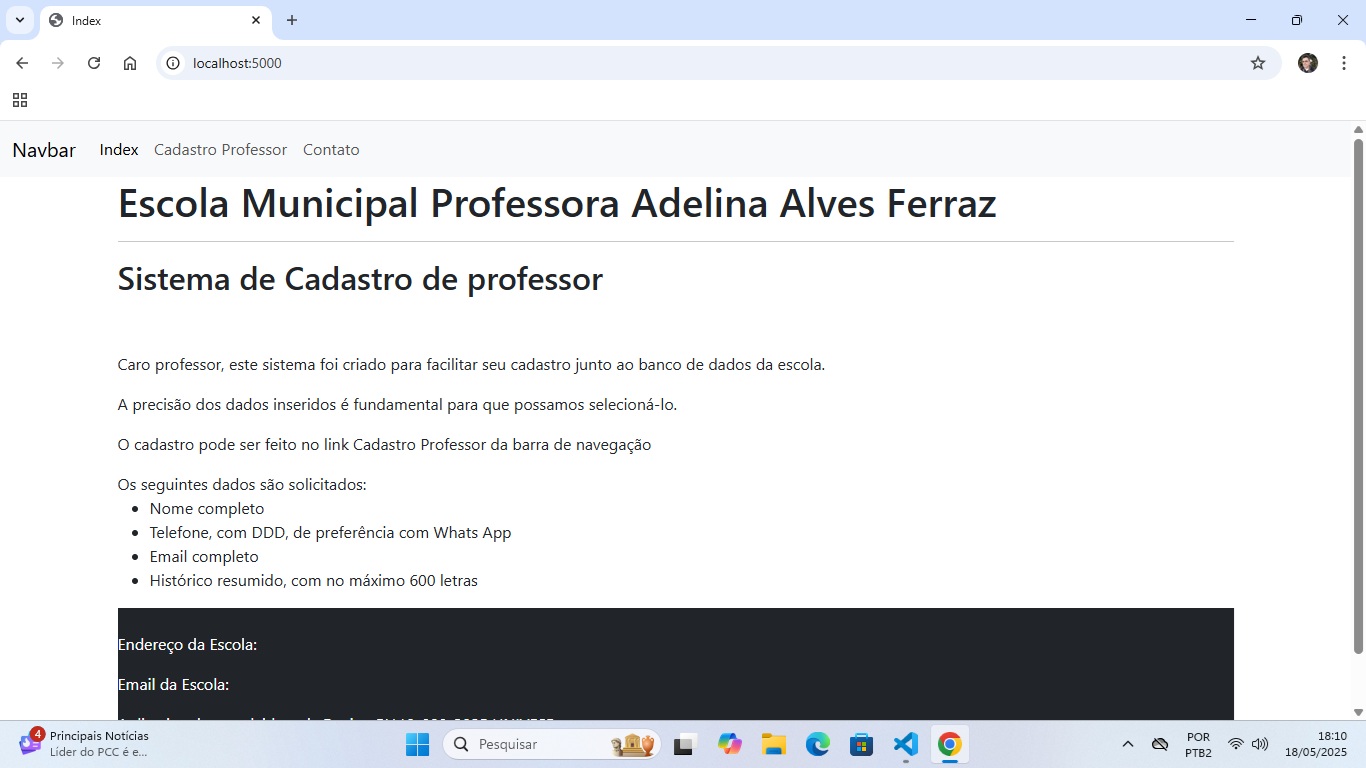 Index
localhost:5000
Navbar Index Cadastro Professor Contato
Escola Municipal Professora Adelina Alves Ferraz
Sistema de Cadastro de professor
Caro professor, este sistema foi criado para facilitar seu cadastro junto ao banco de dados da escola.
A precisão dos dados inseridos é fundamental para que possamos selecioná-lo.
O cadastro pode ser feito no link Cadastro Professor da barra de navegação
Os seguintes dados são solicitados:
Nome completo
Telefone, com DDD, de preferência com Whats App
Email completo
Histórico resumido, com no máximo 600 letras
Endereço da Escola:
Email da Escola:
4
Principais Notícias
Líder do PCC é e...
Pesquisar
POR
PTB2
18:10
18/05/2025